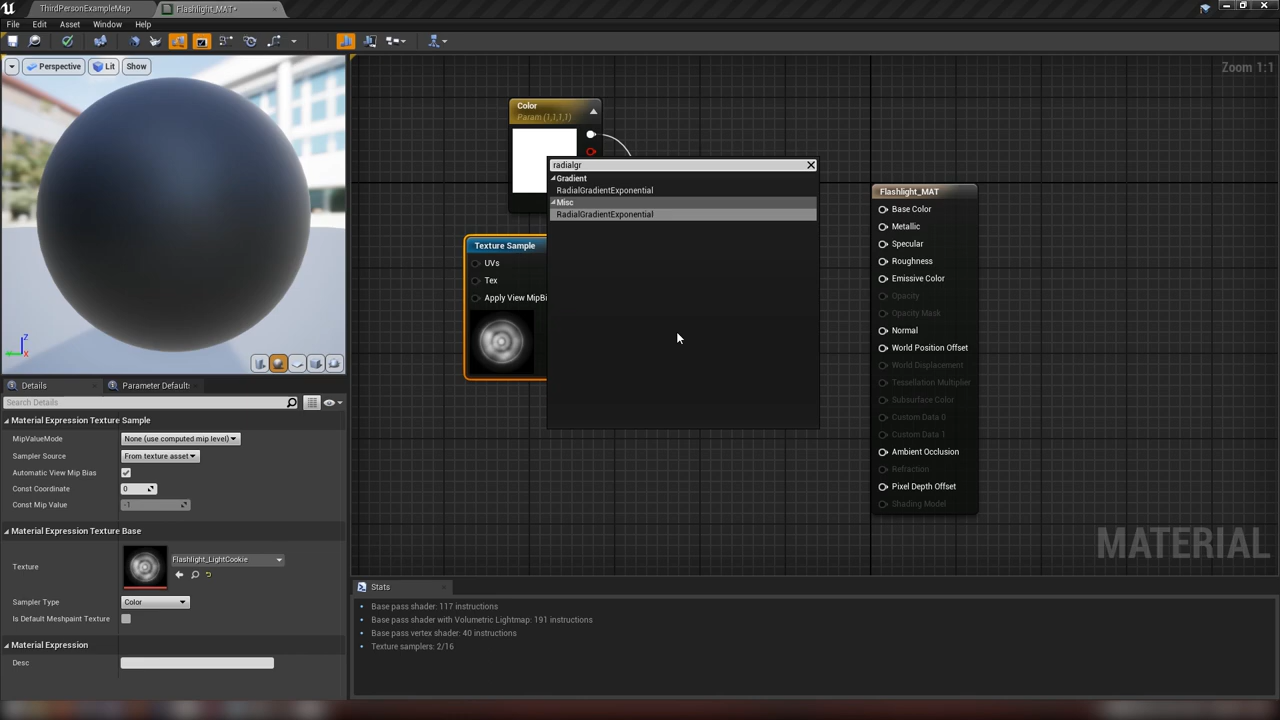 ThirdPersonExampleMap
Flashlight_MAT*
File Edit Asset Window Help
Perspective Lit Show
Zoom 1:1
Color
Param (1,1,1,1)
radialgr
Gradient
RadialGradientExponential
Misc
RadialGradientExponential
Texture Sample
UVs
Tex
Apply View MipBi
Flashlight_MAT
Base Color
Metallic
Specular
Roughness
Emissive Color
Opacity
Opacity Mask
Normal
World Position Offset
World Displacement
Tessellation Multiplier
Subsurface Color
Custom Data 0
Custom Data 1
Ambient Occlusion
Refraction
Pixel Depth Offset
Shading Model
MATERIAL
Z
X
Details
Parameter Default:
Search Details
Material Expression Texture Sample
MipValueMode None (use computed mip level)
Sampler Source From texture asset
Automatic View Mip Bias
Const Coordinate 0
Const Mip Value -1
Material Expression Texture Base
Texture Flashlight_LightCookie
Sampler Type Color
Is Default Meshpaint Texture
Material Expression
Desc
Stats
Base pass shader: 117 instructions
Base pass shader with Volumetric Lightmap: 191 instructions
Base pass vertex shader: 40 instructions
Texture samplers: 2/16